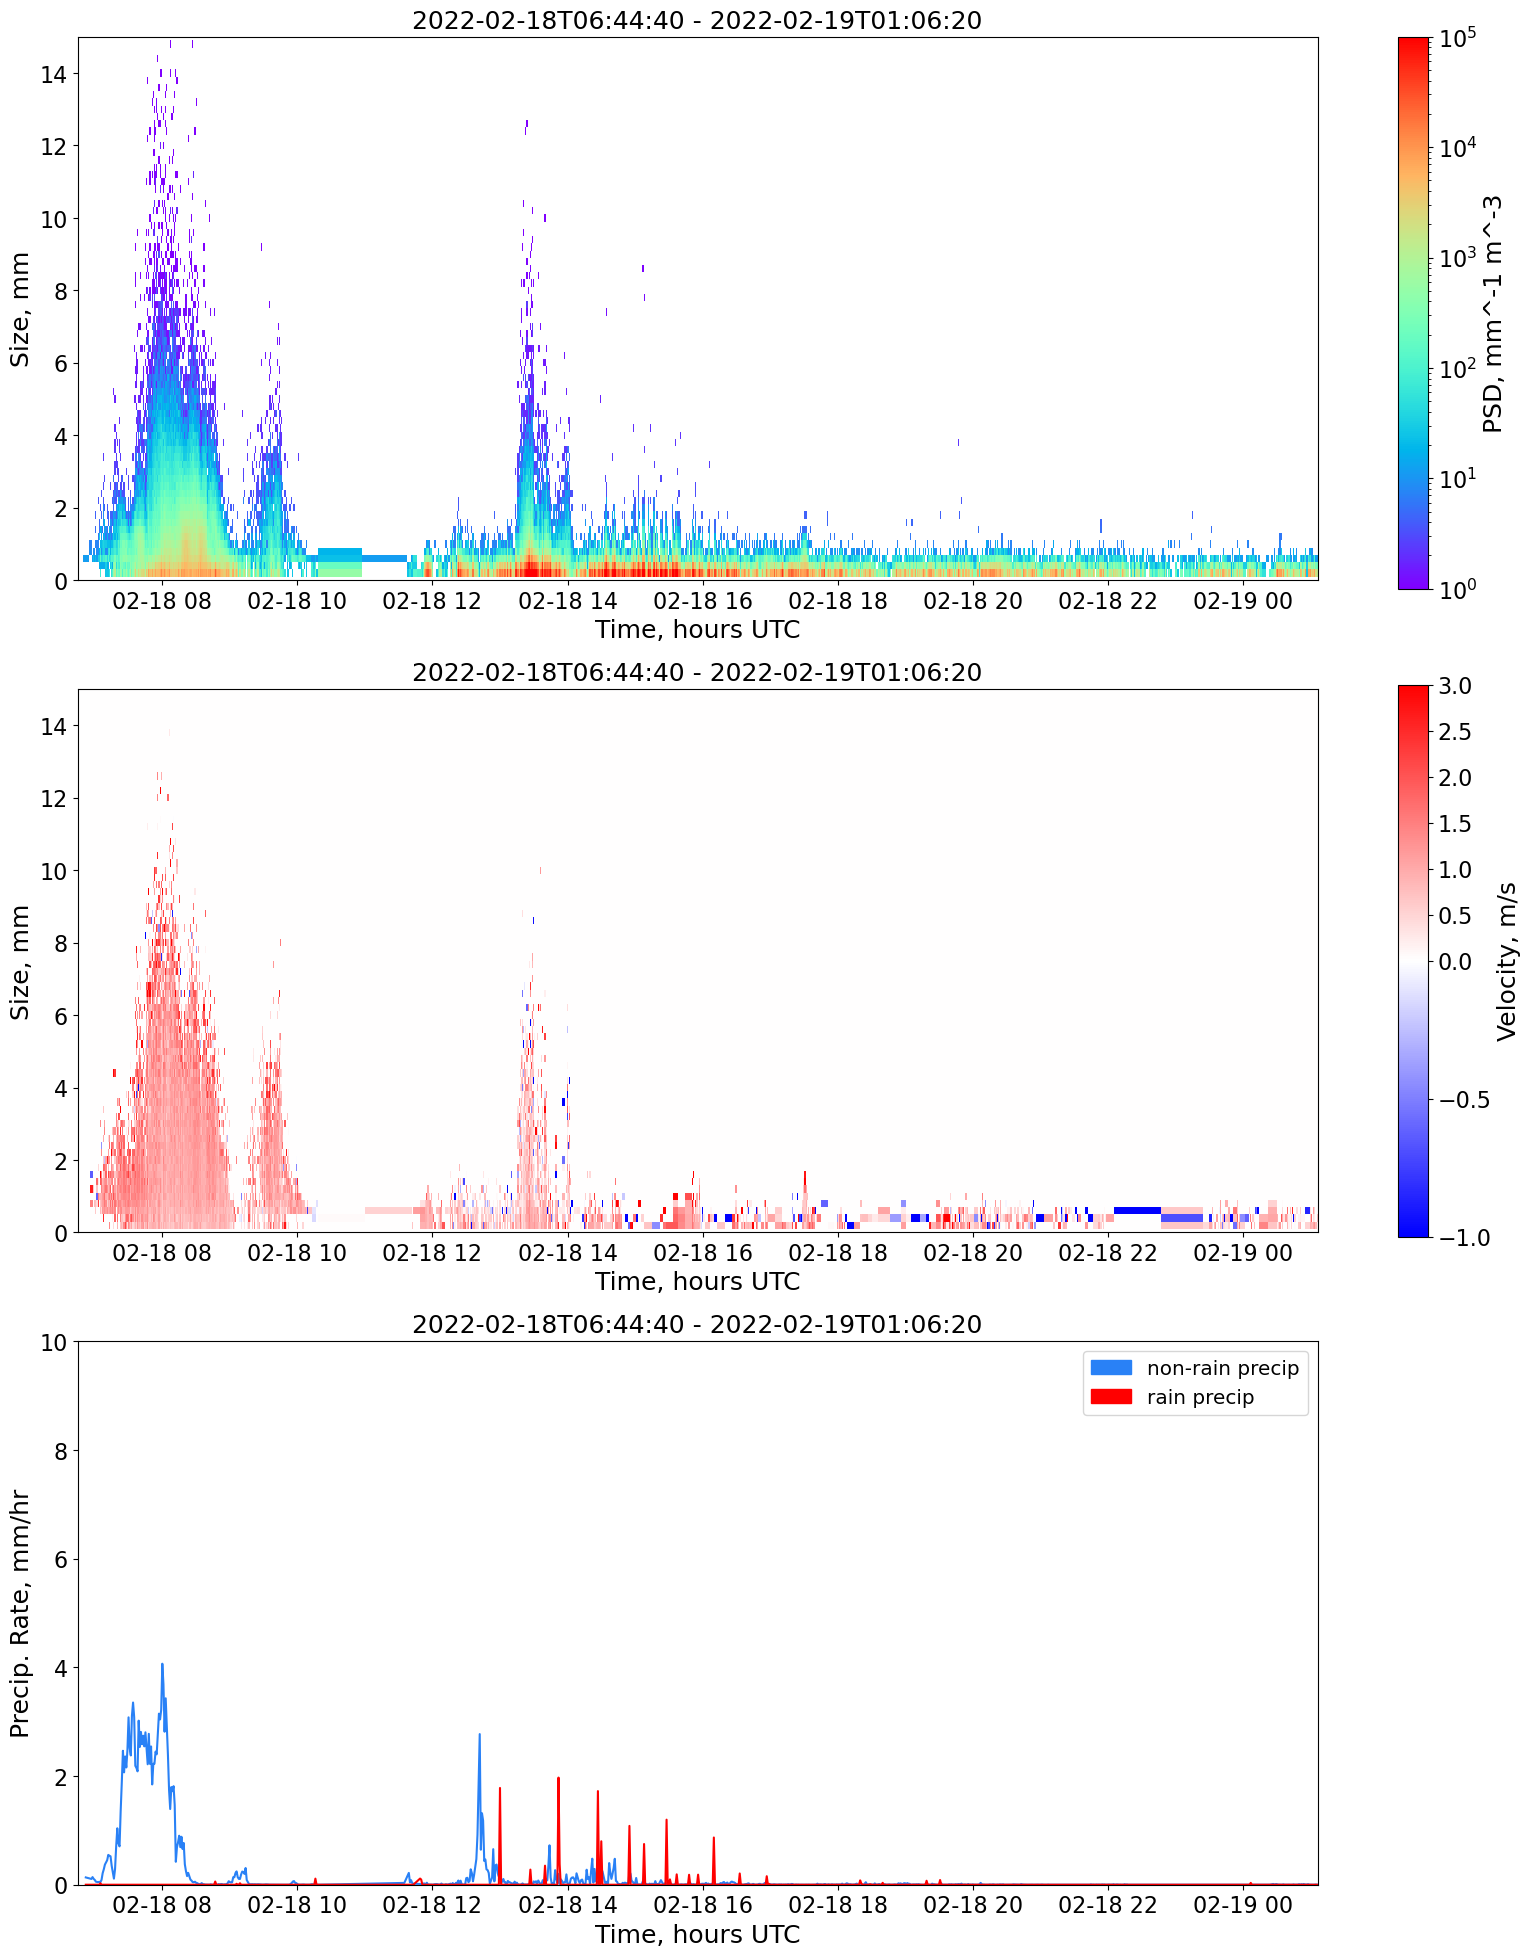 2022-02-18T06:44:40 - 2022-02-19T01:06:20
14
12
10
8
6
4
2
0
Size, mm
02-18 08 02-18 10 02-18 12 02-18 14 02-18 16 02-18 18 02-18 20 02-18 22 02-19 00
Time, hours UTC
10^5
10^4
10^3
10^2
10^1
10^0
PSD, mm^-1 m^-3
2022-02-18T06:44:40 - 2022-02-19T01:06:20
14
12
10
8
6
4
2
0
Size, mm
02-18 08 02-18 10 02-18 12 02-18 14 02-18 16 02-18 18 02-18 20 02-18 22 02-19 00
Time, hours UTC
3.0
2.5
2.0
1.5
1.0
0.5
0.0
−0.5
−1.0
Velocity, m/s
2022-02-18T06:44:40 - 2022-02-19T01:06:20
10
8
6
4
2
0
Precip. Rate, mm/hr
non-rain precip
rain precip
02-18 08 02-18 10 02-18 12 02-18 14 02-18 16 02-18 18 02-18 20 02-18 22 02-19 00
Time, hours UTC